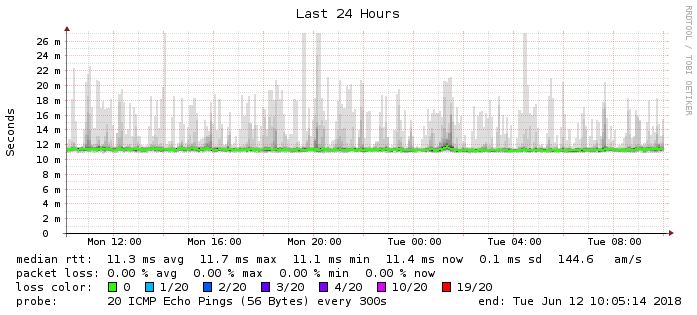 Last 24 Hours
RRDTOOL / TOBI OETIKER
Seconds
26 m
24 m
22 m
20 m
18 m
16 m
14 m
12 m
10 m
8 m
6 m
4 m
2 m
0
Mon 12:00 Mon 16:00 Mon 20:00 Tue 00:00 Tue 04:00 Tue 08:00
median rtt: 11.3 ms avg 11.7 ms max 11.1 ms min 11.4 ms now 0.1 ms sd 144.6 am/s
packet loss: 0.00 % avg 0.00 % max 0.00 % min 0.00 % now
loss color: 0 1/20 2/20 3/20 4/20 10/20 19/20
probe: 20 ICMP Echo Pings (56 Bytes) every 300s end: Tue Jun 12 10:05:14 2018